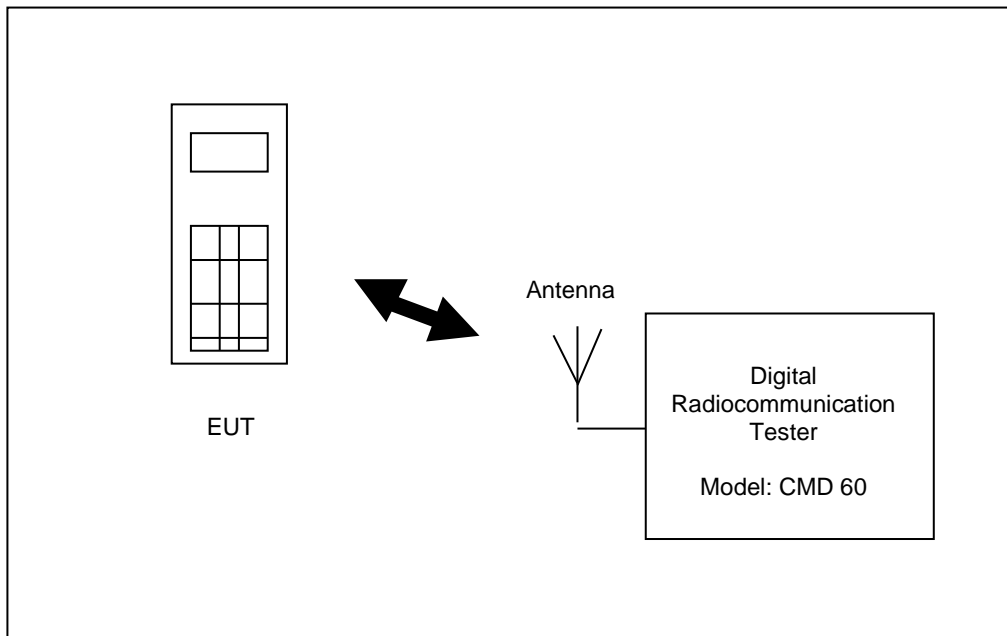 Antenna
EUT
Digital
Radiocommunication
Tester
Model: CMD 60